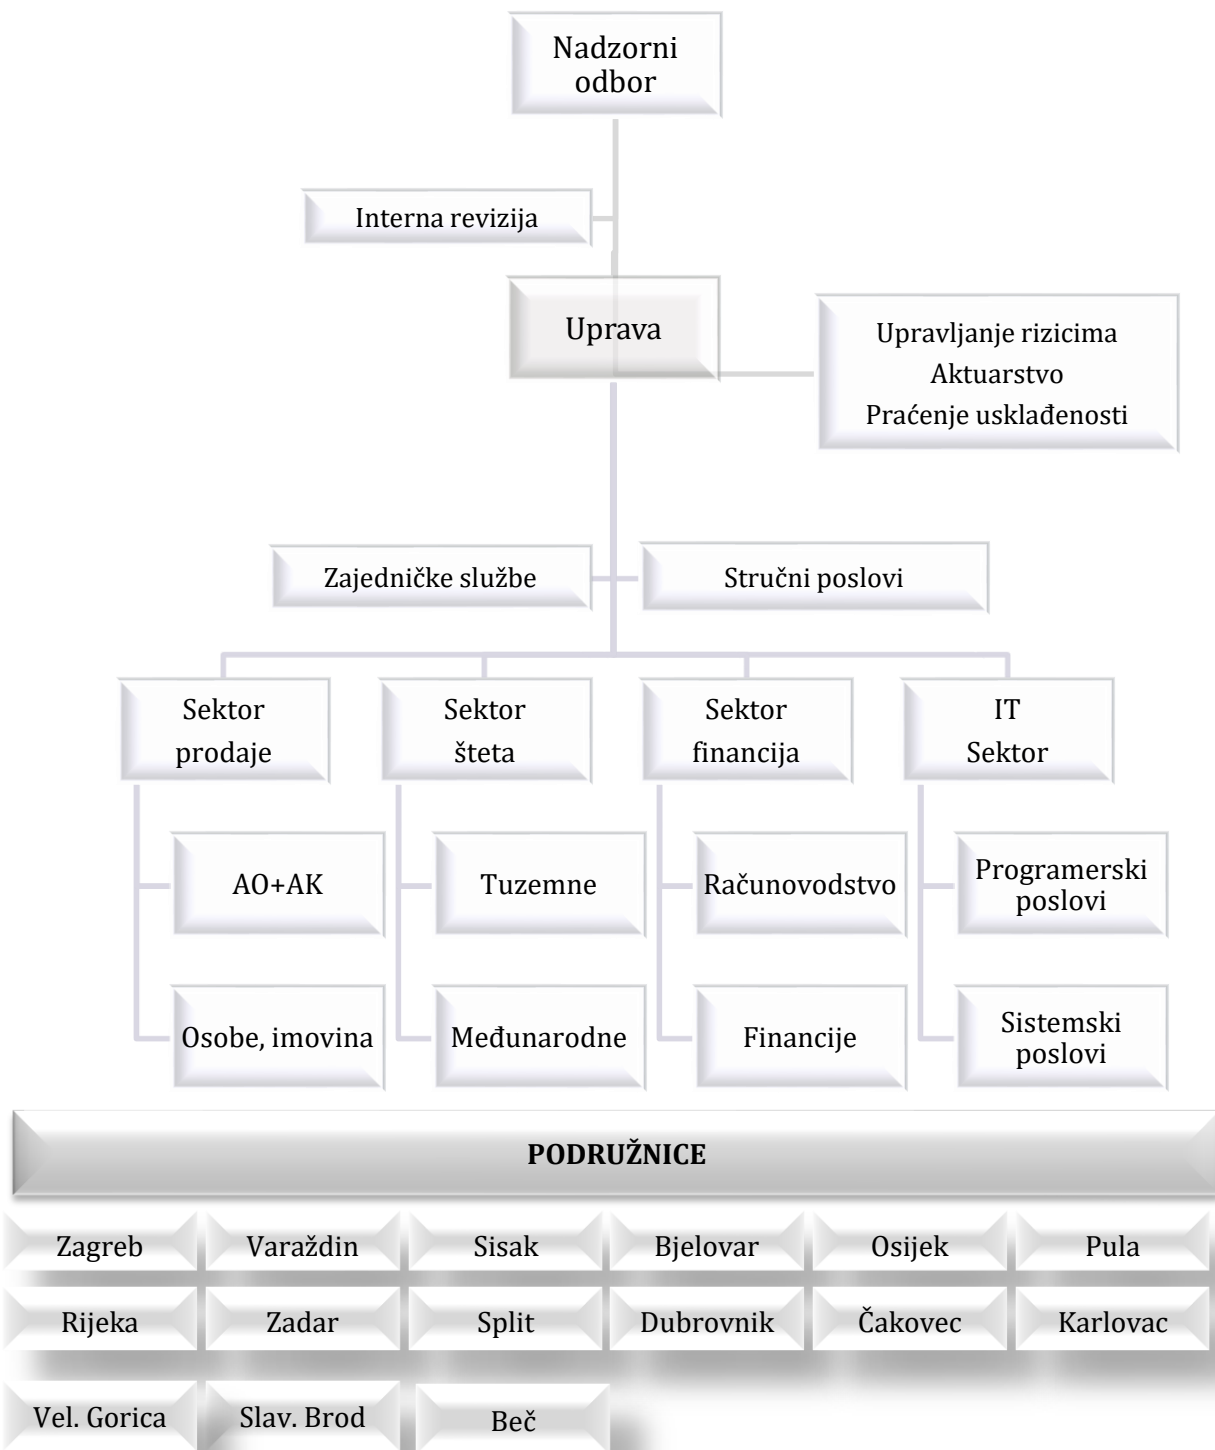 Nadzorni
odbor
Interna revizija
Uprava
Upravljanje rizicima
Aktuarstvo
Praćenje usklađenosti
Zajedničke službe
Stručni poslovi
Sektor
prodaje
Sektor
šteta
Sektor
financija
IT
Sektor
AO+AK
Tuzemne
Računovodstvo
Programerski
poslovi
Osobe, imovina
Međunarodne
Financije
Sistemski
poslovi
PODRUŽNICE
Zagreb
Varaždin
Sisak
Bjelovar
Osijek
Pula
Rijeka
Zadar
Split
Dubrovnik
Čakovec
Karlovac
Vel. Gorica
Slav. Brod
Beč